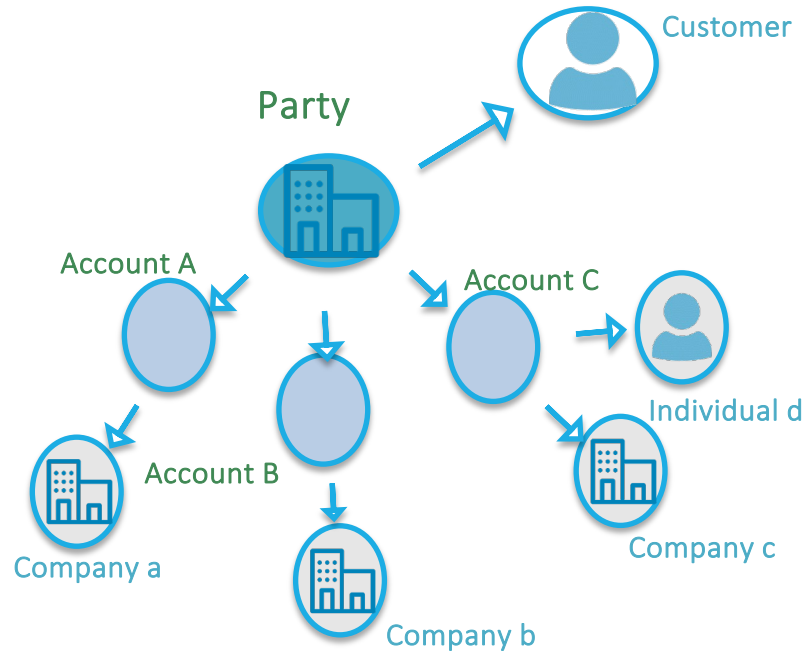 Customer
Party
Account A
Account C
Individual d
Account B
Company c
Company a
Company b